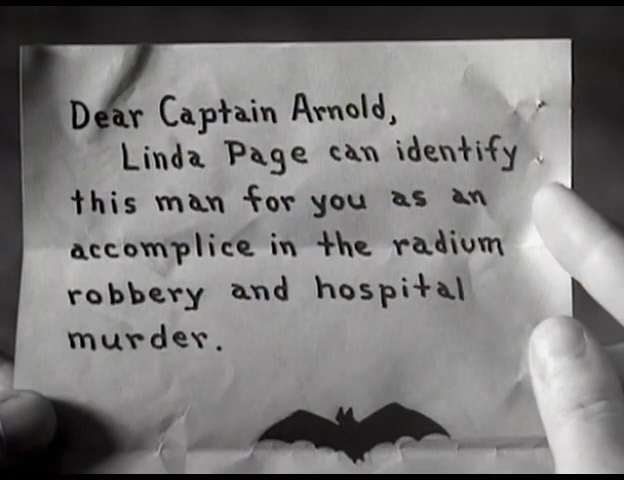 Dear Captain Arnold,
Linda Page can identify
this man for you as an
accomplice in the radium
robbery and hospital
murder.